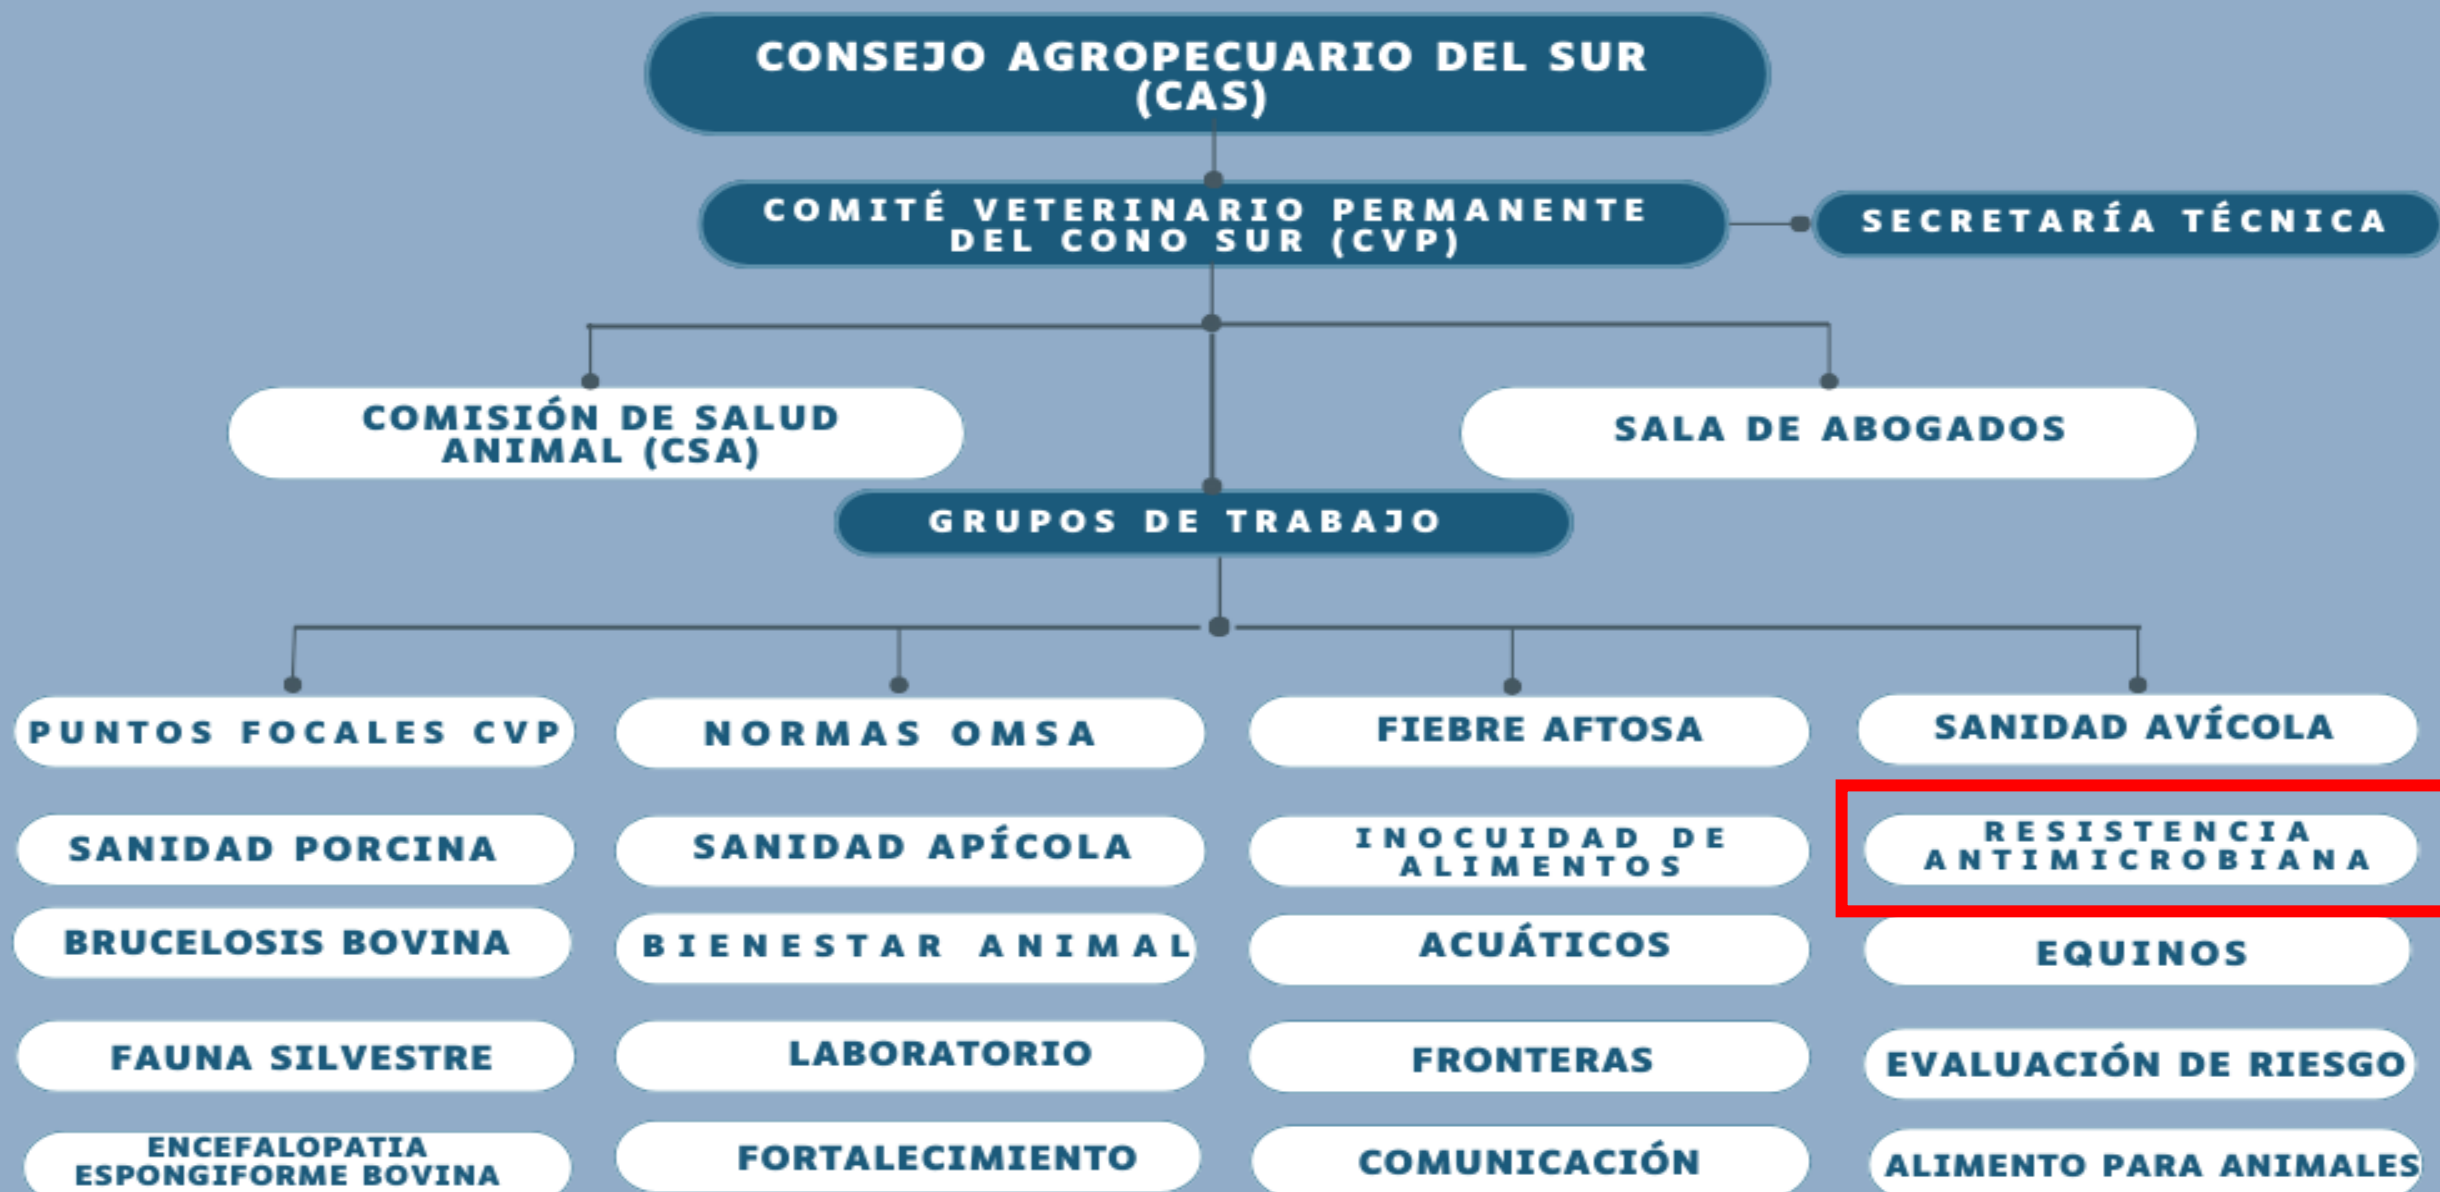 CONSEJO AGROPECUARIO DEL SUR
(CAS)
COMITÉ VETERINARIO PERMANENTE
DEL CONO SUR (CVP)
SECRETARÍA TÉCNICA
COMISIÓN DE SALUD
ANIMAL (CSA)
SALA DE ABOGADOS
GRUPOS DE TRABAJO
PUNTOS FOCALES CVP
NORMAS OMSA
FIEBRE AFTOSA
SANIDAD AVÍCOLA
SANIDAD PORCINA
SANIDAD APÍCOLA
INOCUIDAD DE
ALIMENTOS
RESISTENCIA
ANTIMICROBIANA
BRUCELOSIS BOVINA
BIENESTAR ANIMAL
ACUÁTICOS
EQUINOS
FAUNA SILVESTRE
LABORATORIO
FRONTERAS
EVALUACIÓN DE RIESGO
ENCEFALOPATIA
ESPONGIFORME BOVINA
FORTALECIMIENTO
COMUNICACIÓN
ALIMENTO PARA ANIMALES